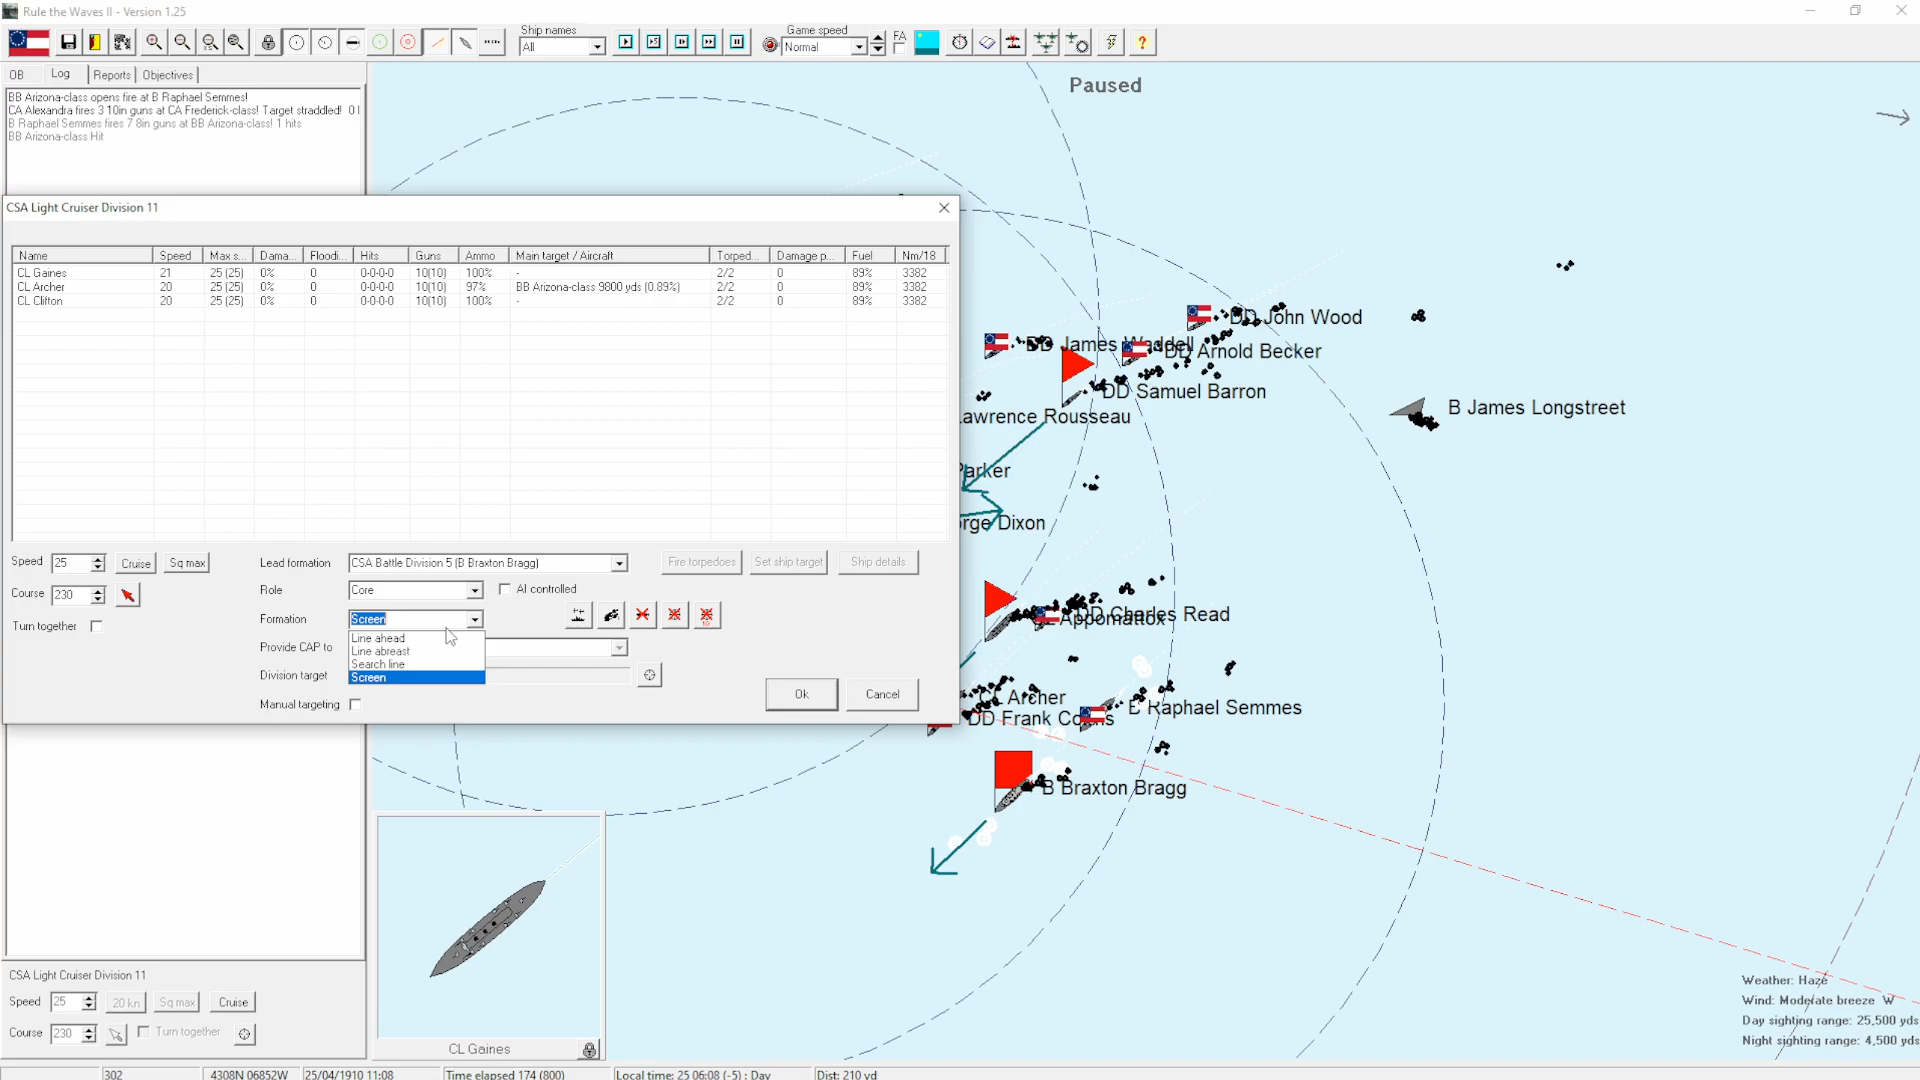 Rule the Waves II - Version 1.25
Ship names
All
Game speed
Normal
FA
OB
Log
Reports
Objectives
BB Arizona-class opens fire at B Raphael Semmes!
CA Alexandra fires 3 10in guns at CA Frederick-class! Target straddled! 0 l
B Raphael Semmes fires 7 8in guns at BB Arizona-class! 1 hits
BB Arizona-class Hit
Paused
CSA Light Cruiser Division 11
Name Speed Max s... Dama... Floodi... Hits Guns Ammo Main target / Aircraft Torped... Damage p... Fuel Nm/18
CL Gaines 21 25 (25) 0% 0 0-0-0-0 10(10) 100% - 2/2 0 89% 3382
CL Archer 20 25 (25) 0% 0 0-0-0-0 10(10) 97% BB Arizona-class 9800 yds (0.89%) 2/2 0 89% 3382
CL Clifton 20 25 (25) 0% 0 0-0-0-0 10(10) 100% - 2/2 0 89% 3382
Speed 25 Cruise Sq max
Lead formation CSA Battle Division 5 (B Braxton Bragg)
Fire torpedoes Set ship target Ship details
Course 230
Role Core AI controlled
Turn together
Formation Screen
10
Line ahead
Line abreast
Search line
Screen
Provide CAP to
Division target
Manual targeting
Ok Cancel
DD John Wood
DD James Waddell
DD Arnold Becker
DD Samuel Barron
Lawrence Rousseau
B James Longstreet
Parker
orge Dixon
DD Charles Read
Appomattox
CL Archer
DD Frank Co
B Raphael Semmes
B Braxton Bragg
CL Gaines
CSA Light Cruiser Division 11
Speed 25 20 kn Sq max Cruise
Course 230 Turn together
Weather: Haze
Wind: Moderate breeze W
Day sighting range: 25,500 yds
Night sighting range: 4,500 yds
302 4308N 06852W 25/04/1910 11:08 Time elapsed 174 (800) Local time: 25 06:08 (-5) : Day Dist: 210 yd